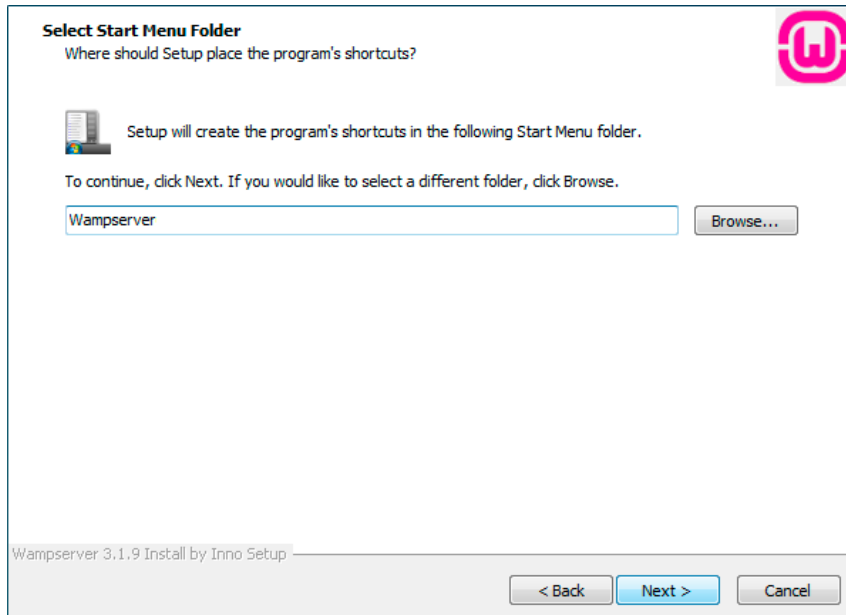 Select Start Menu Folder
Where should Setup place the program's shortcuts?
Setup will create the program's shortcuts in the following Start Menu folder.
To continue, click Next. If you would like to select a different folder, click Browse.
Wampserver
Browse...
Wampserver 3.1.9 Install by Inno Setup
< Back
Next >
Cancel